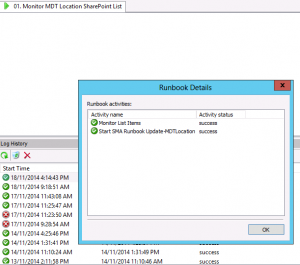 01. Monitor MDT Location SharePoint List
Runbook Details
x
Runbook activities:
Activity name Activity status
Monitor List Items success
Start SMA Runbook Update-MDTLocation success
OK
Log History
Start Time
18/11/2014 4:14:43 PM
18/11/2014 9:18:51 AM
17/11/2014 11:43:08 AM
17/11/2014 11:25:47 AM
17/11/2014 11:23:50 AM
17/11/2014 9:28:54 AM
14/11/2014 4:25:46 PM
14/11/2014 1:31:41 PM
14/11/2014 11:10:24 AM 14/11/2014 1:31:49 PM success
13/11/2014 2:11:58 PM 14/11/2014 11:10:46 AM success